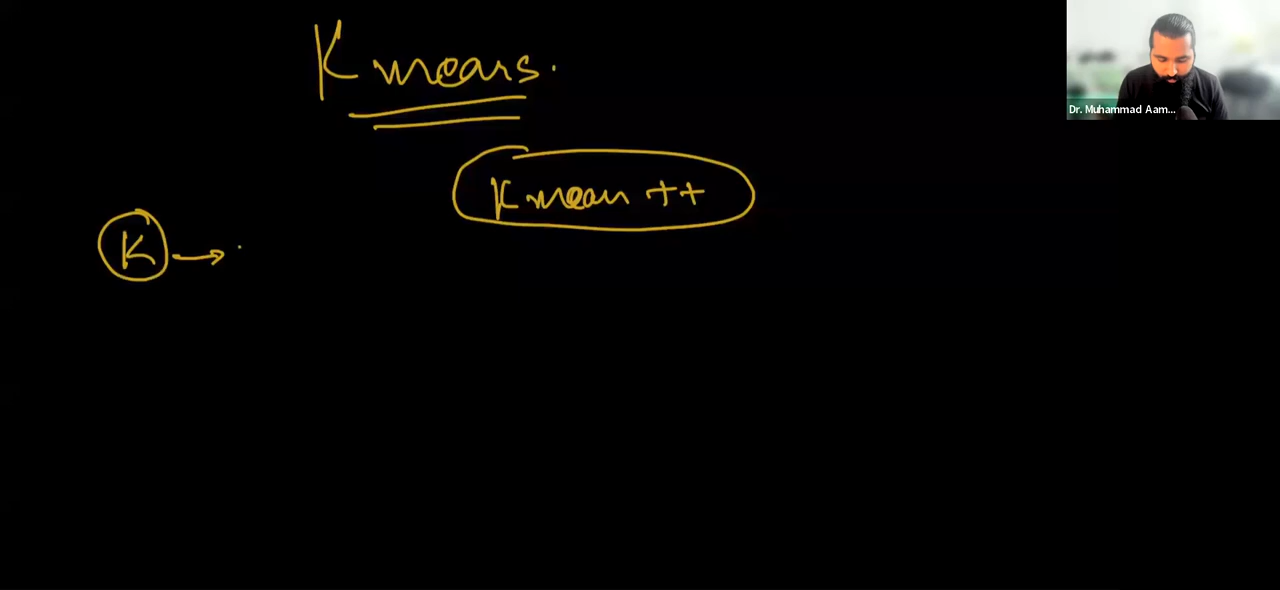 K means.
Dr. Muhammad Aam...
K mean ++
K →